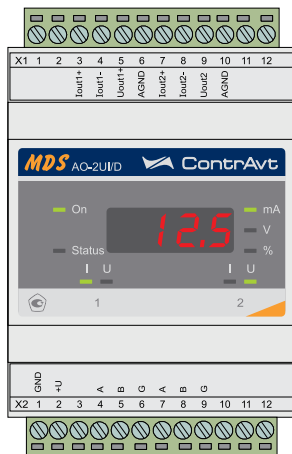 X1 1 2 3 4 5 6 7 8 9 10 11 12
Iout1+ Iout1- Uout1+ AGND Iout2+ Iout2- Uout2 AGND
MDS AO-2UI/D ContrAvt
On 12,5 mA
V
Status %
I U I U
1 2
GND +U A B G A B G
X2 1 2 3 4 5 6 7 8 9 10 11 12